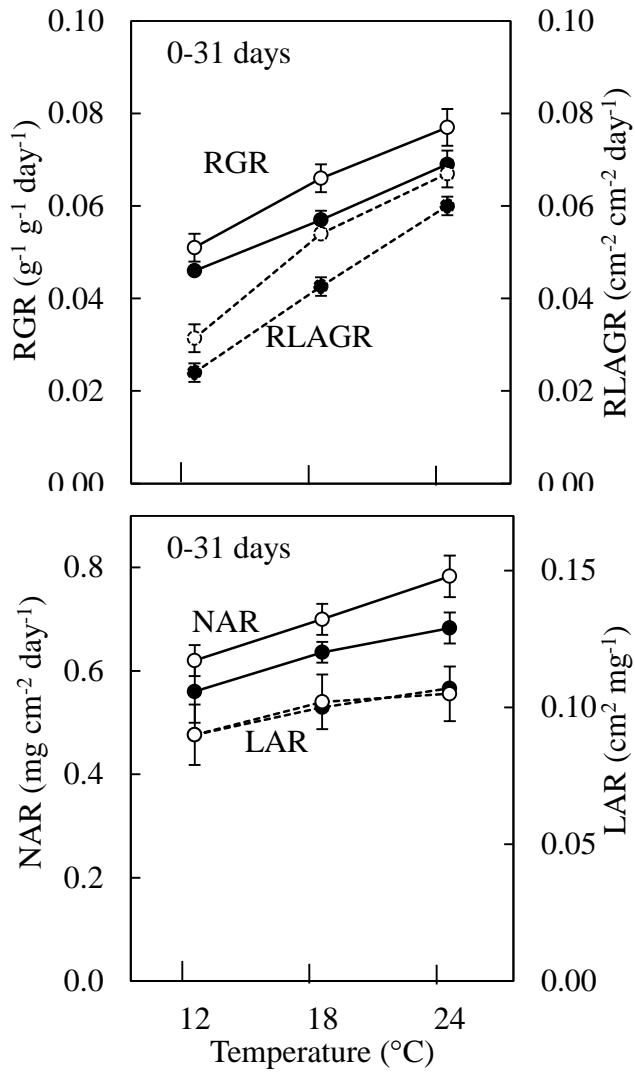 0.10
0.08
0.06
0.04
0.02
0.00
RGR (g⁻¹ g⁻¹ day⁻¹)
0-31 days
RGR
RLAGR
0.10
0.08
0.06
0.04
0.02
0.00
RLAGR (cm⁻² cm⁻² day⁻¹)
0.8
0.6
0.4
0.2
0.0
NAR (mg cm⁻² day⁻¹)
0-31 days
NAR
LAR
0.15
0.10
0.05
0.00
LAR (cm² mg⁻¹)
12 18 24
Temperature (°C)